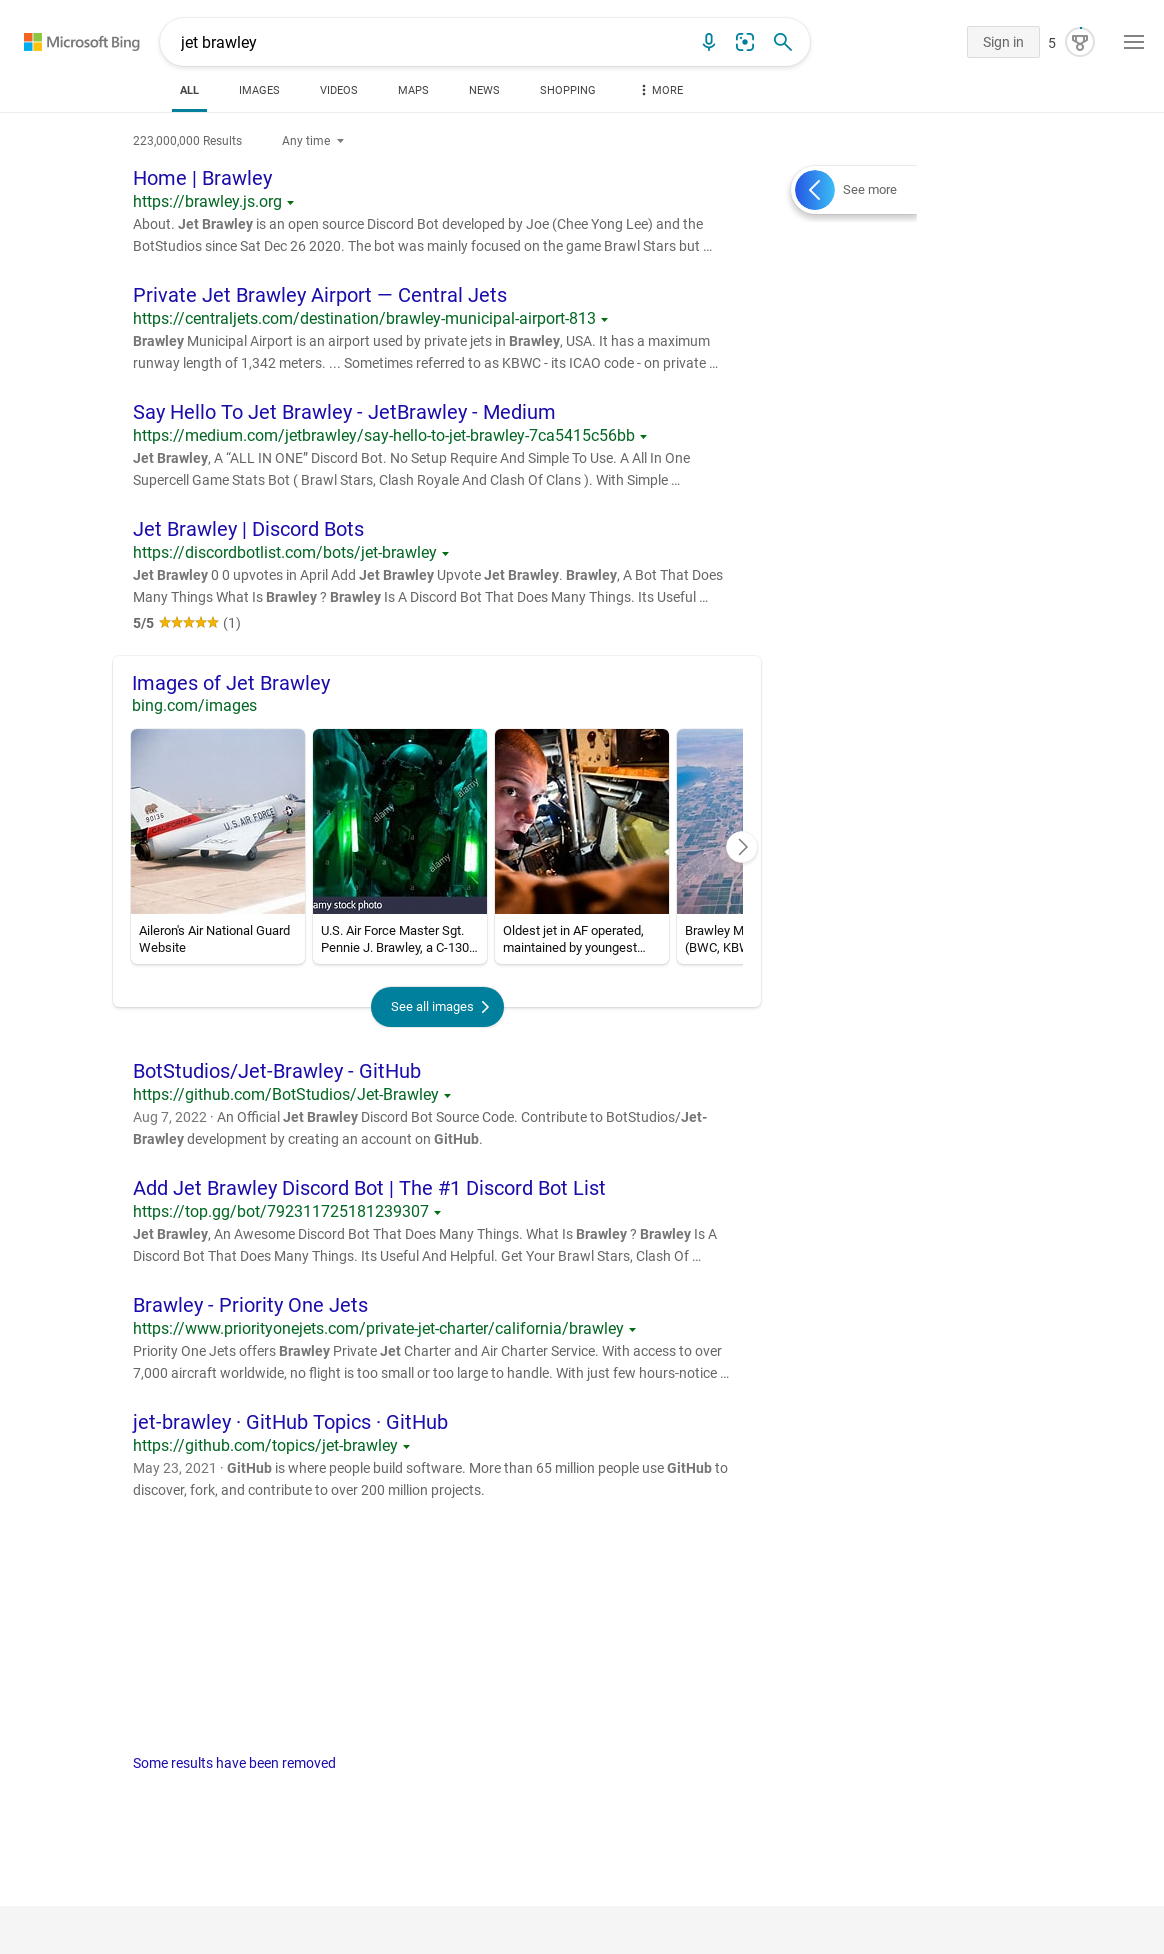 Microsoft Bing
jet brawley
Sign in
5
ALL
IMAGES
VIDEOS
MAPS
NEWS
SHOPPING
MORE
223,000,000 Results
Any time
Home | Brawley
https://brawley.js.org
About. Jet Brawley is an open source Discord Bot developed by Joe (Chee Yong Lee) and the
BotStudios since Sat Dec 26 2020. The bot was mainly focused on the game Brawl Stars but …
See more
Private Jet Brawley Airport — Central Jets
https://centraljets.com/destination/brawley-municipal-airport-813
Brawley Municipal Airport is an airport used by private jets in Brawley, USA. It has a maximum
runway length of 1,342 meters. ... Sometimes referred to as KBWC - its ICAO code - on private …
Say Hello To Jet Brawley - JetBrawley - Medium
https://medium.com/jetbrawley/say-hello-to-jet-brawley-7ca5415c56bb
Jet Brawley, A “ALL IN ONE” Discord Bot. No Setup Require And Simple To Use. A All In One
Supercell Game Stats Bot ( Brawl Stars, Clash Royale And Clash Of Clans ). With Simple …
Jet Brawley | Discord Bots
https://discordbotlist.com/bots/jet-brawley
Jet Brawley 0 0 upvotes in April Add Jet Brawley Upvote Jet Brawley. Brawley, A Bot That Does
Many Things What Is Brawley ? Brawley Is A Discord Bot That Does Many Things. Its Useful …
5/5 ★★★★★ (1)
Images of Jet Brawley
bing.com/images
90136
CALIFORNIA
U.S. AIR FORCE
alamy
alamy
alamy
amy stock photo
Aileron's Air National Guard
Website
U.S. Air Force Master Sgt.
Pennie J. Brawley, a C-130…
Oldest jet in AF operated,
maintained by youngest…
Brawley M
(BWC, KBW
See all images
BotStudios/Jet-Brawley - GitHub
https://github.com/BotStudios/Jet-Brawley
Aug 7, 2022 · An Official Jet Brawley Discord Bot Source Code. Contribute to BotStudios/Jet-
Brawley development by creating an account on GitHub.
Add Jet Brawley Discord Bot | The #1 Discord Bot List
https://top.gg/bot/792311725181239307
Jet Brawley, An Awesome Discord Bot That Does Many Things. What Is Brawley ? Brawley Is A
Discord Bot That Does Many Things. Its Useful And Helpful. Get Your Brawl Stars, Clash Of …
Brawley - Priority One Jets
https://www.priorityonejets.com/private-jet-charter/california/brawley
Priority One Jets offers Brawley Private Jet Charter and Air Charter Service. With access to over
7,000 aircraft worldwide, no flight is too small or too large to handle. With just few hours-notice …
jet-brawley · GitHub Topics · GitHub
https://github.com/topics/jet-brawley
May 23, 2021 · GitHub is where people build software. More than 65 million people use GitHub to
discover, fork, and contribute to over 200 million projects.
Some results have been removed